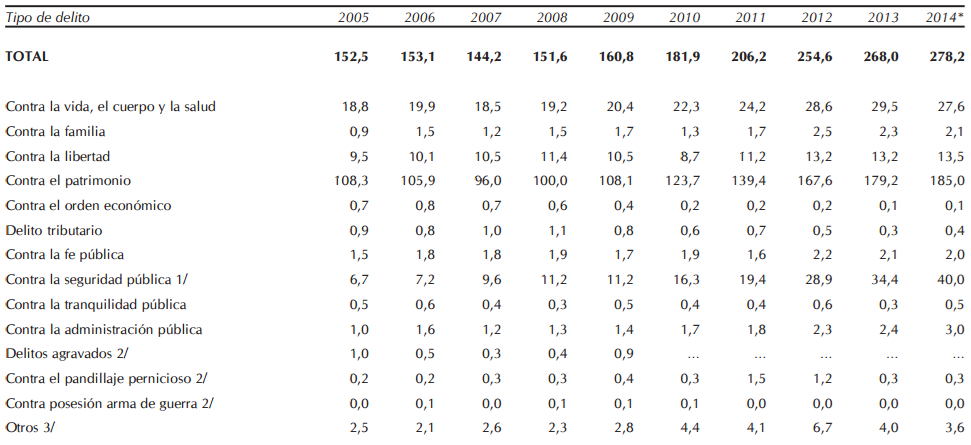 Tipo de delito 2005 2006 2007 2008 2009 2010 2011 2012 2013 2014*
TOTAL 152,5 153,1 144,2 151,6 160,8 181,9 206,2 254,6 268,0 278,2
Contra la vida, el cuerpo y la salud 18,8 19,9 18,5 19,2 20,4 22,3 24,2 28,6 29,5 27,6
Contra la familia 0,9 1,5 1,2 1,5 1,7 1,3 1,7 2,5 2,3 2,1
Contra la libertad 9,5 10,1 10,5 11,4 10,5 8,7 11,2 13,2 13,2 13,5
Contra el patrimonio 108,3 105,9 96,0 100,0 108,1 123,7 139,4 167,6 179,2 185,0
Contra el orden económico 0,7 0,8 0,7 0,6 0,4 0,2 0,2 0,2 0,1 0,1
Delito tributario 0,9 0,8 1,0 1,1 0,8 0,6 0,7 0,5 0,3 0,4
Contra la fe pública 1,5 1,8 1,8 1,9 1,7 1,9 1,6 2,2 2,1 2,0
Contra la seguridad pública 1/ 6,7 7,2 9,6 11,2 11,2 16,3 19,4 28,9 34,4 40,0
Contra la tranquilidad pública 0,5 0,6 0,4 0,3 0,5 0,4 0,4 0,6 0,3 0,5
Contra la administración pública 1,0 1,6 1,2 1,3 1,4 1,7 1,8 2,3 2,4 3,0
Delitos agravados 2/ 1,0 0,5 0,3 0,4 0,9 ... ... ... ... ...
Contra el pandillaje pernicioso 2/ 0,2 0,2 0,3 0,3 0,4 0,3 1,5 1,2 0,3 0,3
Contra posesión arma de guerra 2/ 0,0 0,1 0,0 0,1 0,1 0,1 0,0 0,0 0,0 0,0
Otros 3/ 2,5 2,1 2,6 2,3 2,8 4,4 4,1 6,7 4,0 3,6